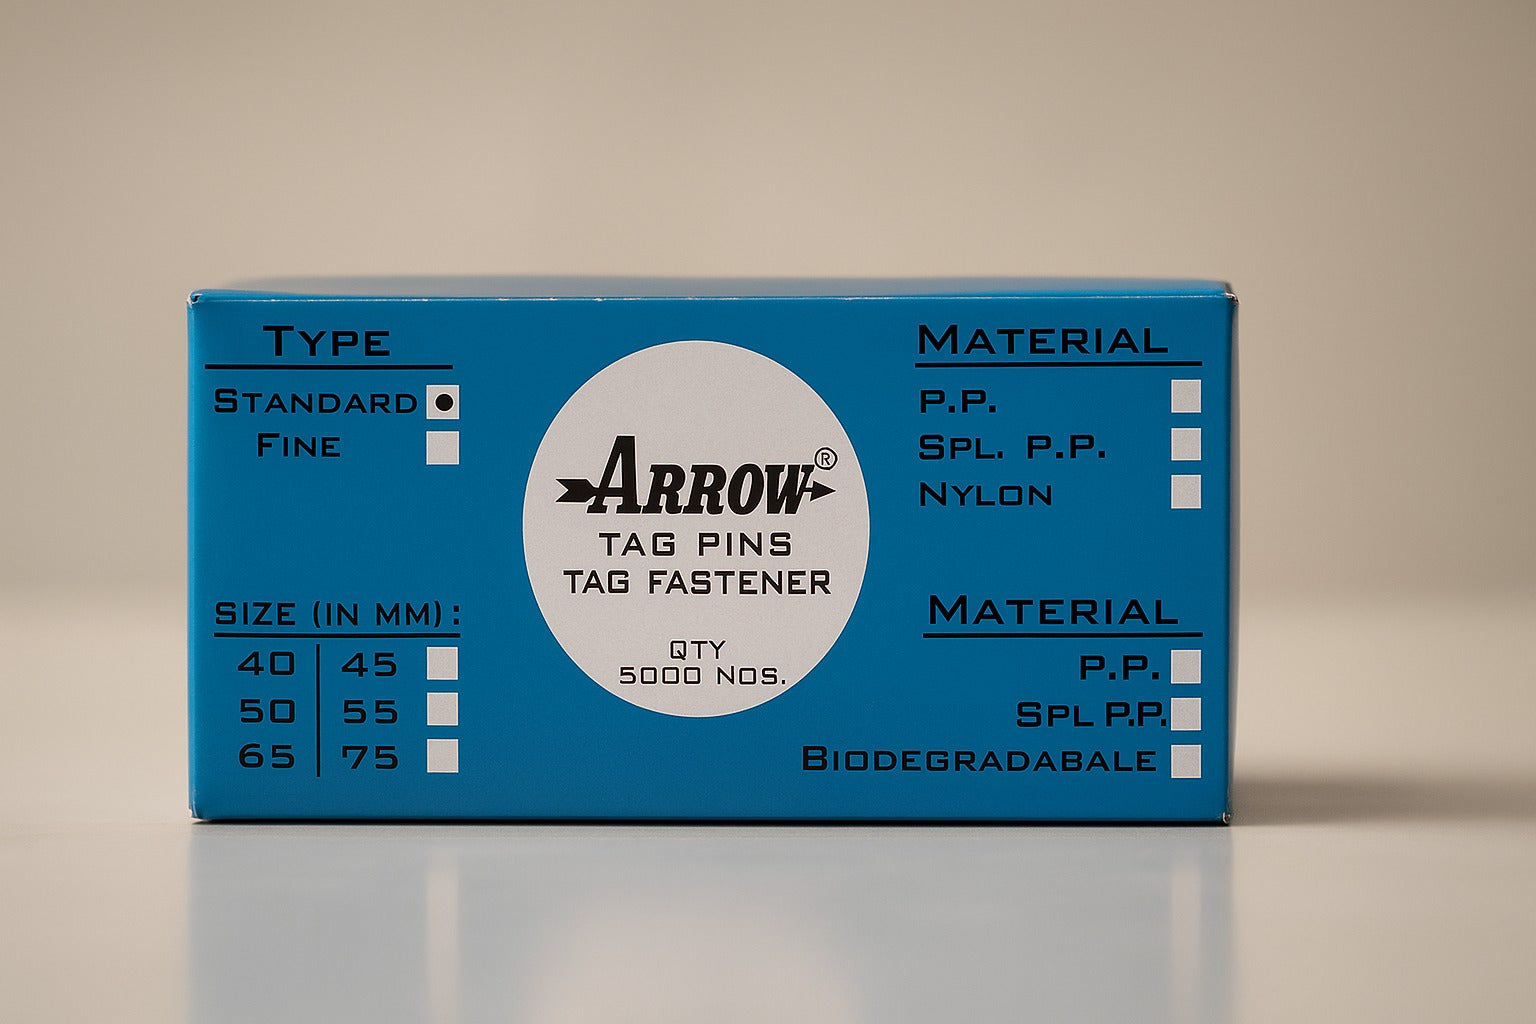 TYPE
STANDARD
FINE
SIZE (IN MM) :
40 45
50 55
65 75
ARROW®
TAG PINS
TAG FASTENER
QTY
5000 NOS.
MATERIAL
P.P.
SPL. P.P.
NYLON
MATERIAL
P.P.
SPL P.P.
BIODEGRADABALE